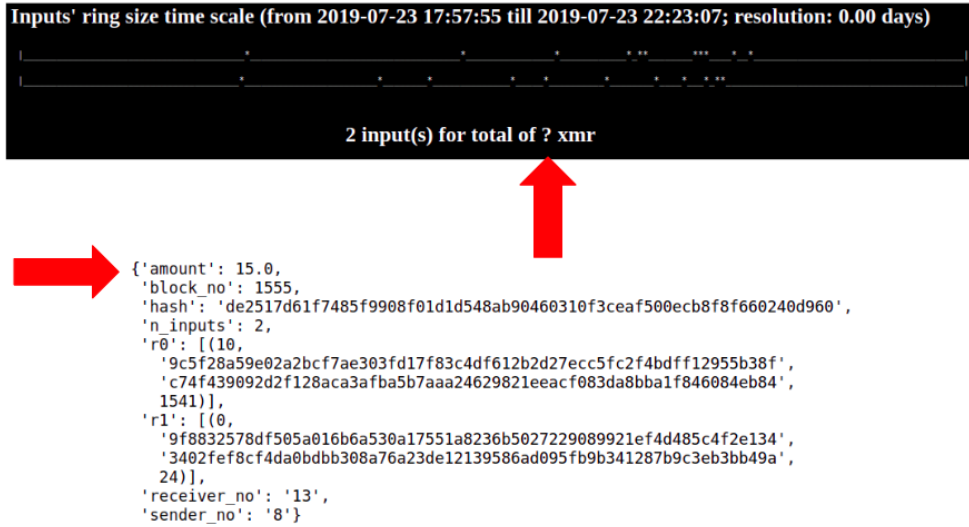 Inputs' ring size time scale (from 2019-07-23 17:57:55 till 2019-07-23 22:23:07; resolution: 0.00 days)
2 input(s) for total of ? xmr
{'amount': 15.0,
'block_no': 1555,
'hash': 'de2517d61f7485f9908f01d1d548ab90460310f3ceaf500ecb8f8f660240d960',
'n_inputs': 2,
'r0': [(10,
'9c5f28a59e02a2bcf7ae303fd17f83c4df612b2d27ecc5fc2f4bdff12955b38f',
'c74f439092d2f128aca3afba5b7aaa24629821eeacf083da8bba1f846084eb84',
1541)],
'r1': [(0,
'9f8832578df505a016b6a530a17551a8236b5027229089921ef4d485c4f2e134',
'3402fef8cf4da0bdbb308a76a23de12139586ad095fb9b341287b9c3eb3bb49a',
24)],
'receiver_no': '13',
'sender_no': '8'}